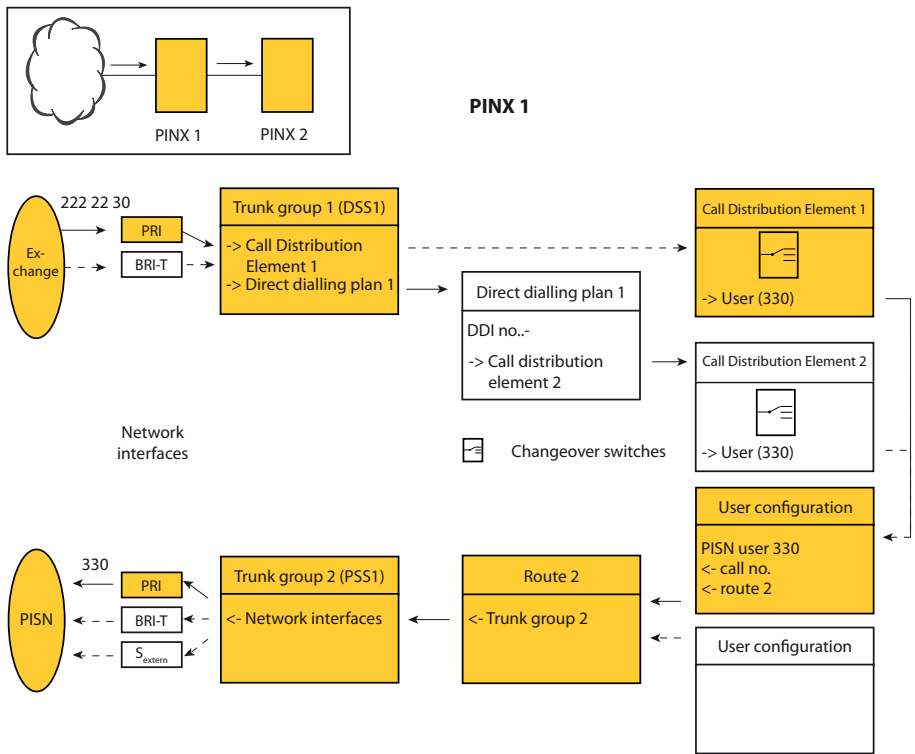 PINX 1
PINX 2
PINX 1
222 22 30
Ex-
change
PRI
BRI-T
Trunk group 1 (DSS1)
-> Call Distribution
Element 1
-> Direct dialling plan 1
Call Distribution Element 1
-> User (330)
Direct dialling plan 1
DDI no..-
-> Call distribution
element 2
Call Distribution Element 2
-> User (330)
Network
interfaces
Changeover switches
User configuration
PISN user 330
<- call no.
<- route 2
PISN
330
PRI
BRI-T
Sextern
Trunk group 2 (PSS1)
<- Network interfaces
Route 2
<- Trunk group 2
User configuration